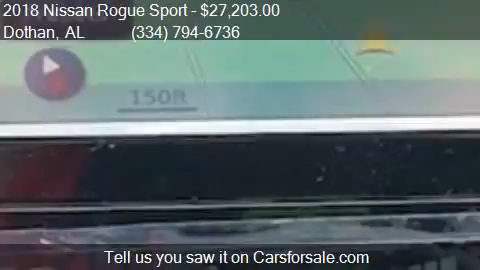 2018 Nissan Rogue Sport - $27,203.00
Dothan, AL (334) 794-6736
Tell us you saw it on Carsforsale.com